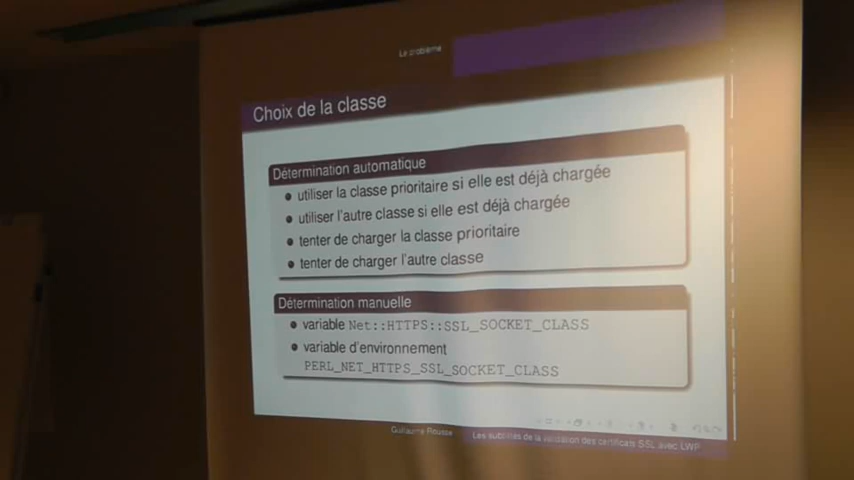 Le problème
Choix de la classe
Détermination automatique
utiliser la classe prioritaire si elle est déjà chargée
utiliser l'autre classe si elle est déjà chargée
tenter de charger la classe prioritaire
tenter de charger l'autre classe
Détermination manuelle
variable Net::HTTPS::SSL_SOCKET_CLASS
variable d'environnement
PERL_NET_HTTPS_SSL_SOCKET_CLASS
Guillaume Rousse
Les subtilités de la validation des certificats SSL avec LWP